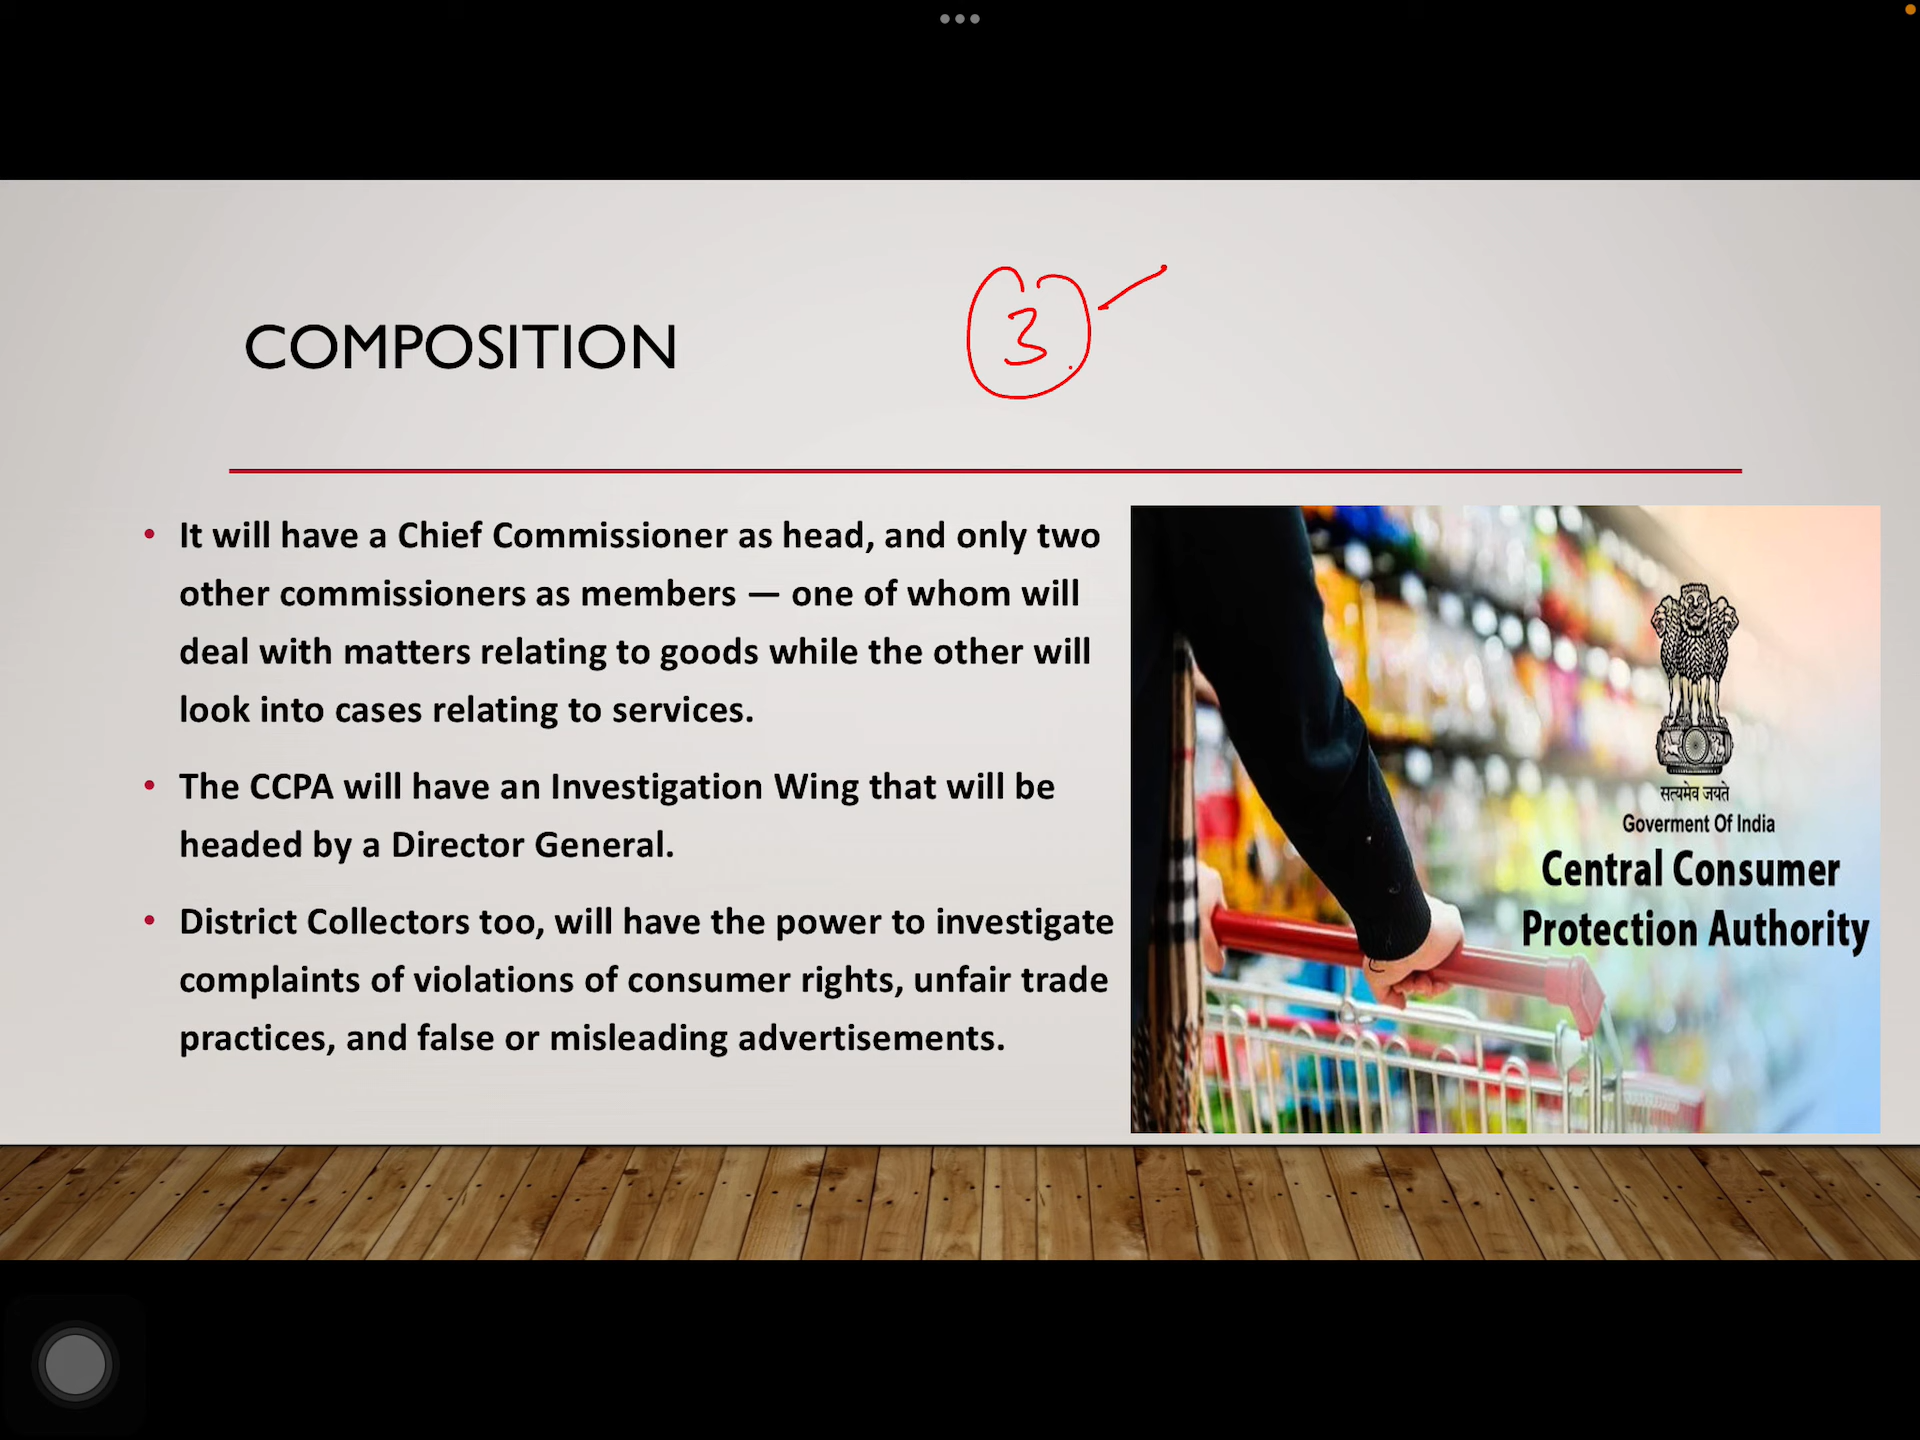 3
COMPOSITION
• It will have a Chief Commissioner as head, and only two
other commissioners as members — one of whom will
deal with matters relating to goods while the other will
look into cases relating to services.
• The CCPA will have an Investigation Wing that will be
headed by a Director General.
• District Collectors too, will have the power to investigate
complaints of violations of consumer rights, unfair trade
practices, and false or misleading advertisements.
सत्यमेव जयते
Goverment Of India
Central Consumer
Protection Authority